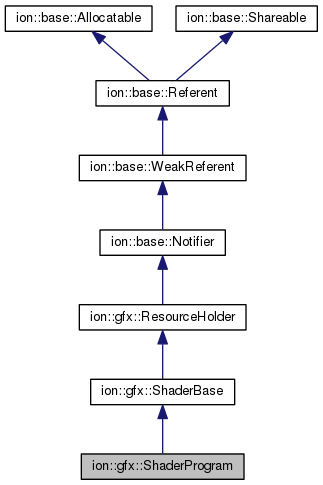 ion::base::Allocatable
ion::base::Shareable
ion::base::Referent
ion::base::WeakReferent
ion::base::Notifier
ion::gfx::ResourceHolder
ion::gfx::ShaderBase
ion::gfx::ShaderProgram